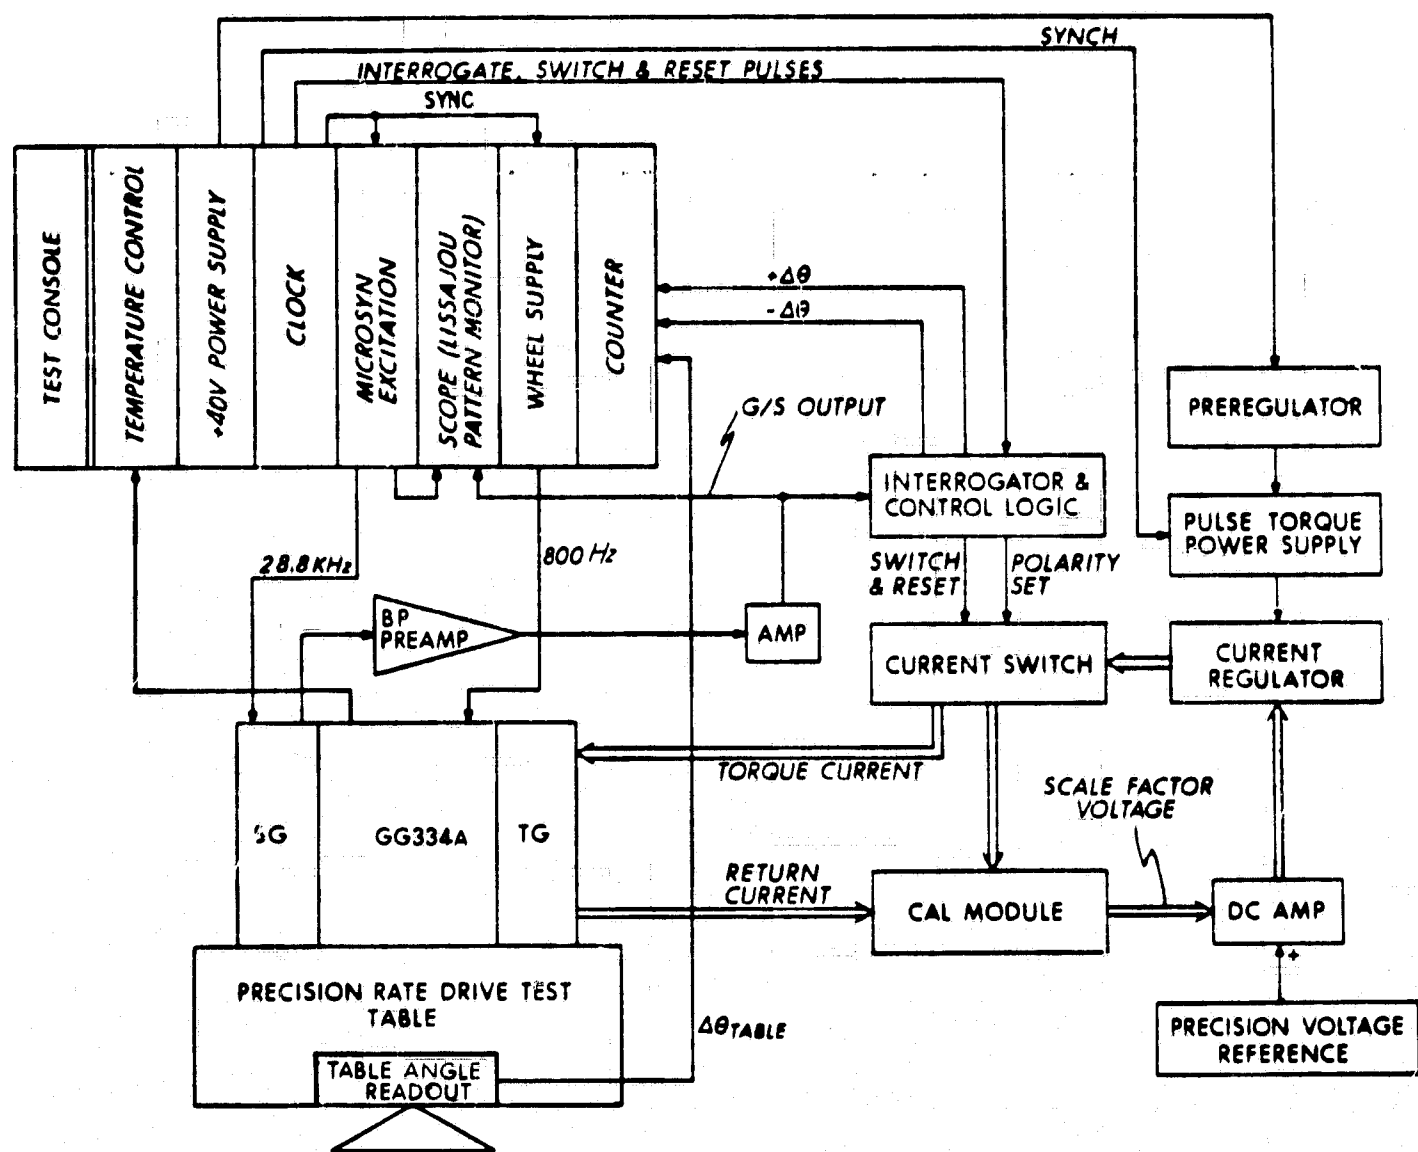 SYNCH
INTERROGATE, SWITCH & RESET PULSES
SYNC
TEST CONSOLE
TEMPERATURE CONTROL
+40V POWER SUPPLY
CLOCK
MICROSYN
EXCITATION
SCOPE (LISSAJOU
PATTERN MONITOR)
WHEEL SUPPLY
COUNTER
+Δθ
-Δθ
G/S OUTPUT
PREREGULATOR
INTERROGATOR &
CONTROL LOGIC
PULSE TORQUE
POWER SUPPLY
28.8KHz
800 Hz
SWITCH
& RESET
POLARITY
SET
BP
PREAMP
AMP
CURRENT SWITCH
CURRENT
REGULATOR
TORQUE CURRENT
SCALE FACTOR
VOLTAGE
SG
GG334A
TG
RETURN
CURRENT
CAL MODULE
DC AMP
+
PRECISION RATE DRIVE TEST
TABLE
ΔθTABLE
PRECISION VOLTAGE
REFERENCE
TABLE ANGLE
READOUT